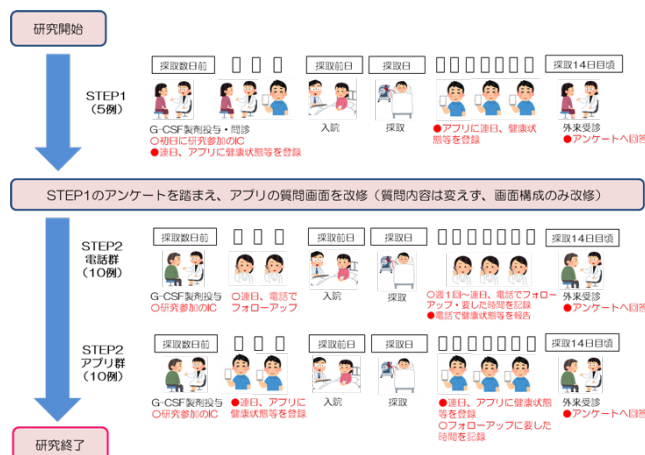 研究開始
採取数日前
採取前日
採取日
採取14日目頃
STEP1
(5例)
G-CSF製剤投与・問診
○初日に研究参加のIC
●連日、アプリに健康状態等を登録
入院
採取
●アプリに連日、健康状
態等を登録
外来受診
●アンケートへ回答
STEP1のアンケートを踏まえ、アプリの質問画面を改修（質問内容は変えず、画面構成のみ改修）
STEP2
電話群
(10例)
採取数日前
採取前日
採取日
採取14日目頃
G-CSF製剤投与
○研究参加のIC
○連日、電話で
フォローアップ
入院
採取
○週1回～連日、電話でフォロー
アップ・要した時間を記録
●電話で健康状態等を報告
外来受診
●アンケートへ回答
STEP2
アプリ群
(10例)
採取数日前
採取前日
採取日
採取14日目頃
G-CSF製剤投与
○研究参加のIC
●連日、アプリに
健康状態等を登録
入院
採取
●連日、アプリに健康状態
等を登録
○フォローアップに要した
時間を記録
外来受診
●アンケートへ回答
研究終了